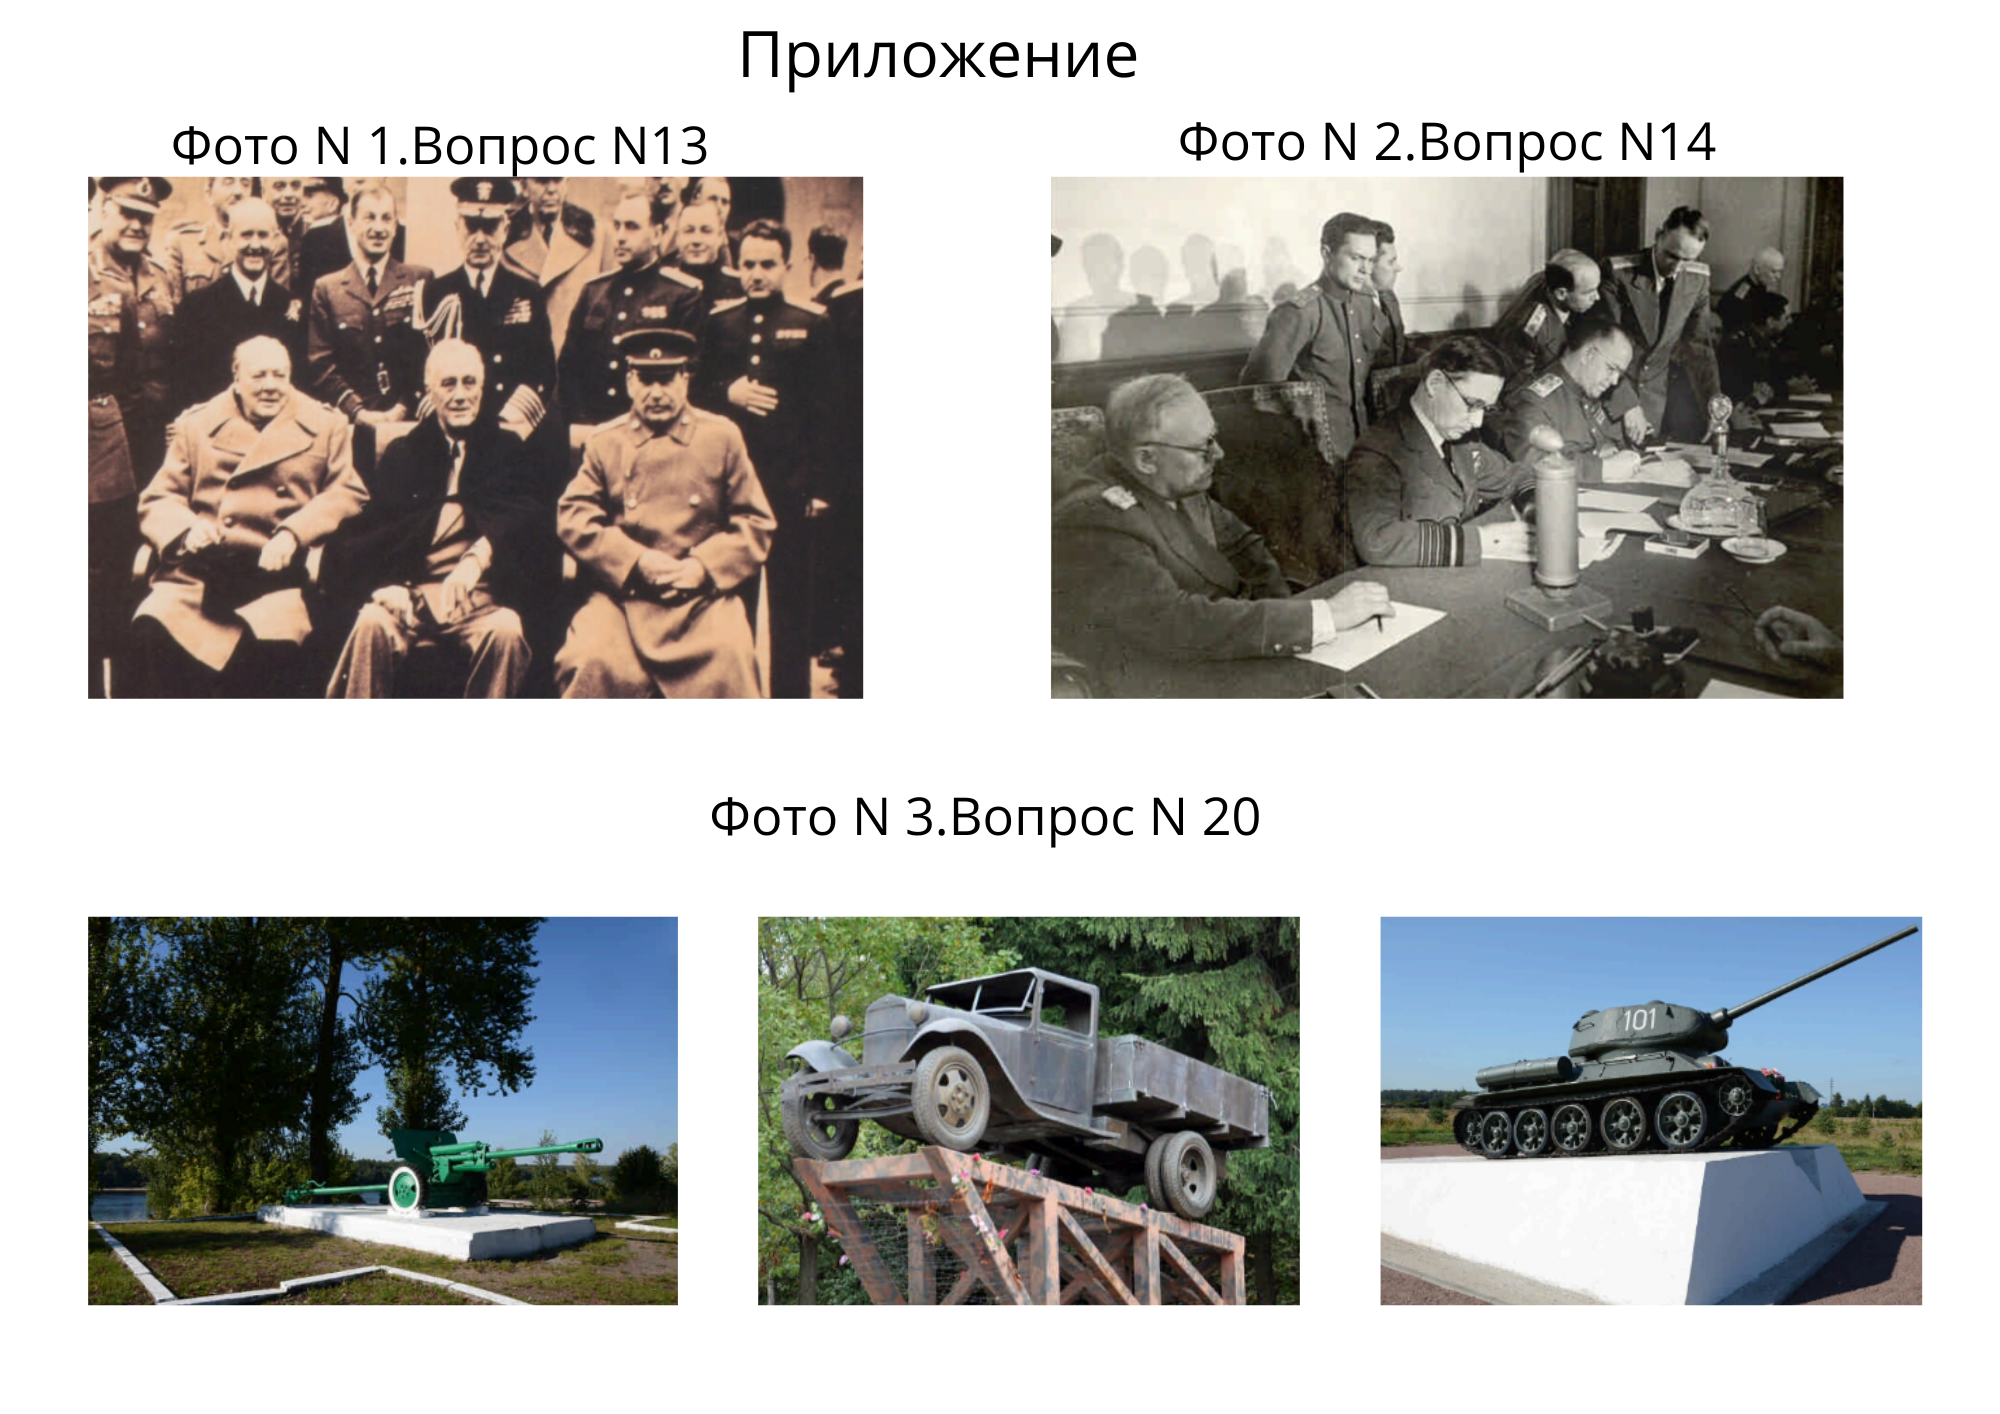 Приложение
Фото N 1.Вопрос N13
Фото N 2.Вопрос N14
Фото N 3.Вопрос N 20
101